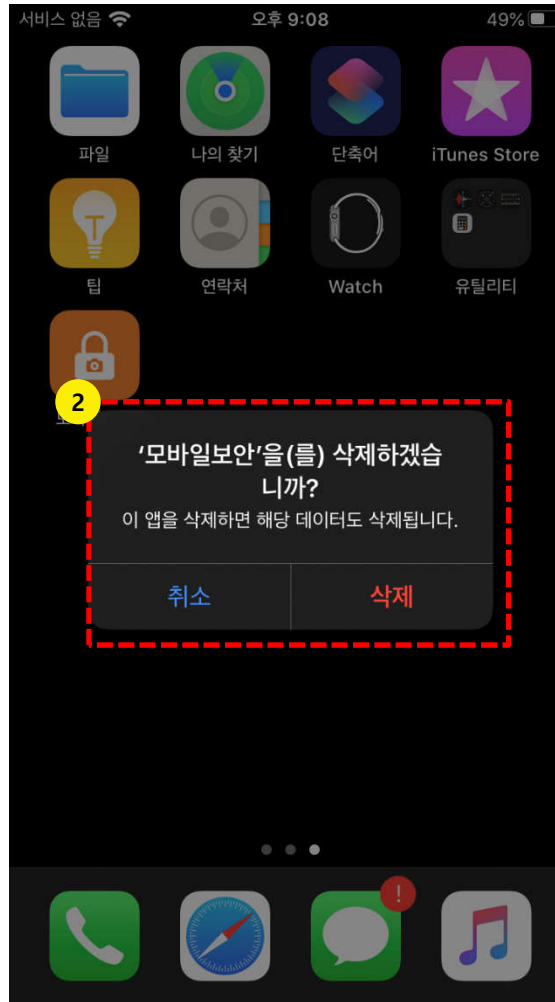 서비스 없음 오후 9:08 49%
파일 나의 찾기 단축어 iTunes Store
팁 연락처 Watch 유틸리티
2
'모바일보안'을(를) 삭제하겠습
니까?
이 앱을 삭제하면 해당 데이터도 삭제됩니다.
취소 삭제
!